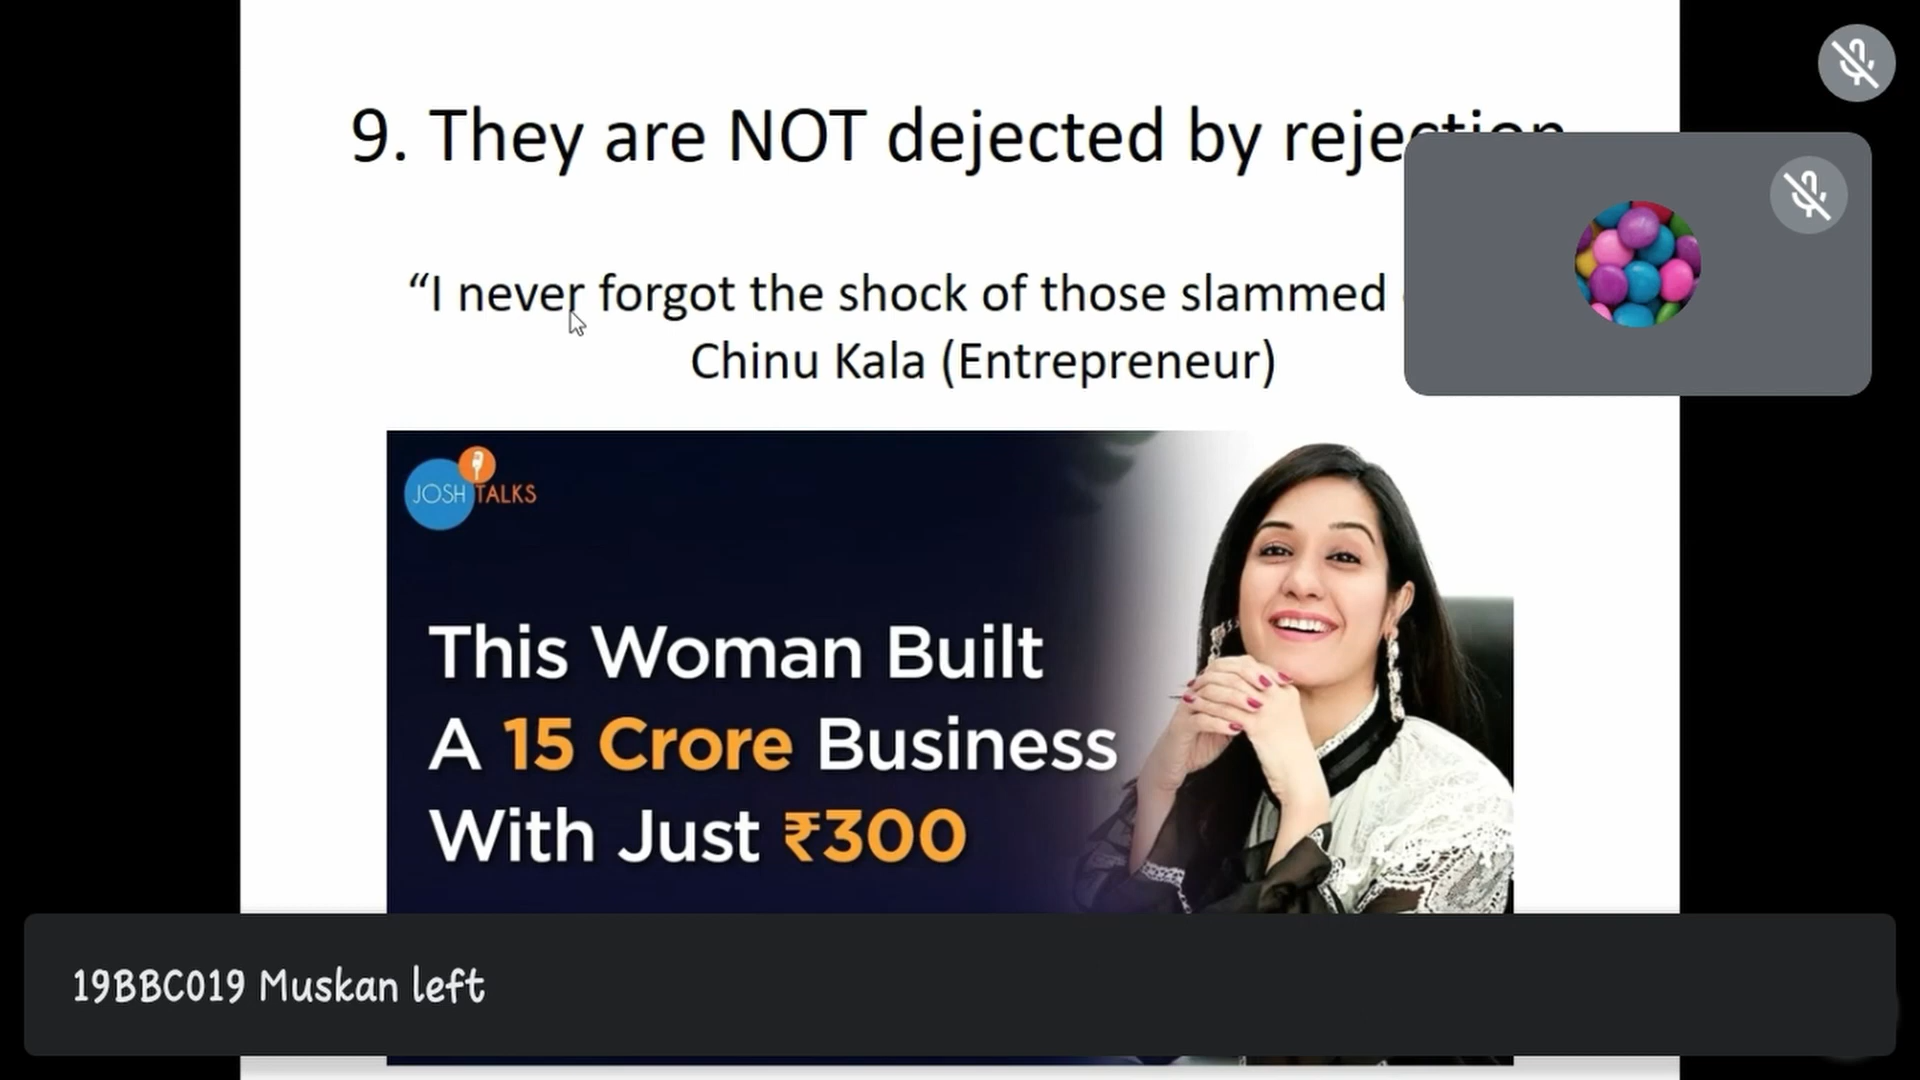 9. They are NOT dejected by rejection
“I never forgot the shock of those slammed
Chinu Kala (Entrepreneur)
JOSH TALKS
This Woman Built
A 15 Crore Business
With Just ₹300
19BBC019 Muskan left